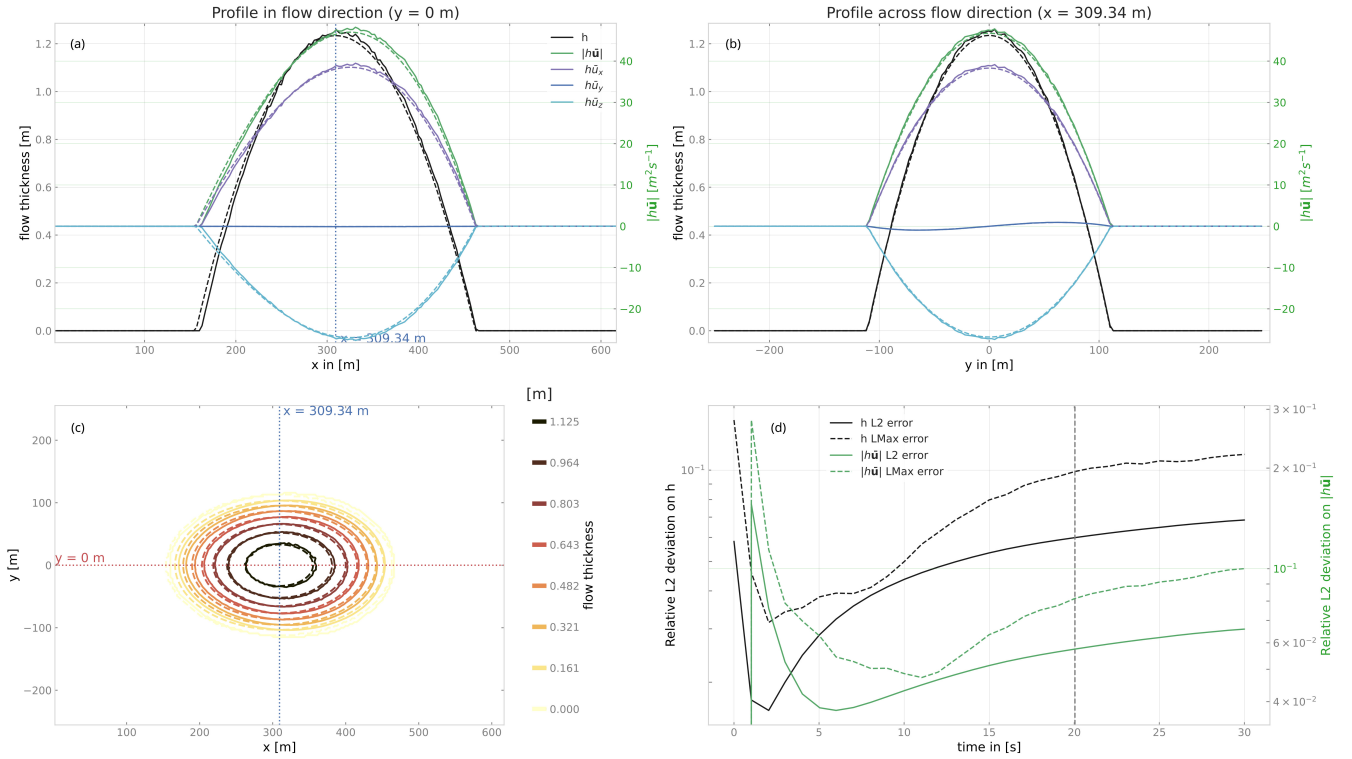 Profile in flow direction (y = 0 m)
(a)
h
|hū|
hū_x
hū_y
hū_z
1.2
1.0
0.8
0.6
0.4
0.2
0.0
flow thickness [m]
40
30
20
10
0
−10
−20
|hū| [m²s⁻¹]
x = 309.34 m
100
200
300
400
500
600
x in [m]
Profile across flow direction (x = 309.34 m)
(b)
1.2
1.0
0.8
0.6
0.4
0.2
0.0
flow thickness [m]
40
30
20
10
0
−10
−20
|hū| [m²s⁻¹]
−200
−100
0
100
200
y in [m]
(c)
x = 309.34 m
y = 0 m
200
100
0
−100
−200
y [m]
100
200
300
400
500
600
x [m]
[m]
1.125
0.964
0.803
0.643
0.482
0.321
0.161
0.000
flow thickness
(d)
h L2 error
h LMax error
|hū| L2 error
|hū| LMax error
10⁻¹
Relative L2 deviation on h
3 × 10⁻¹
2 × 10⁻¹
10⁻¹
6 × 10⁻²
4 × 10⁻²
Relative L2 deviation on |hū|
0
5
10
15
20
25
30
time in [s]